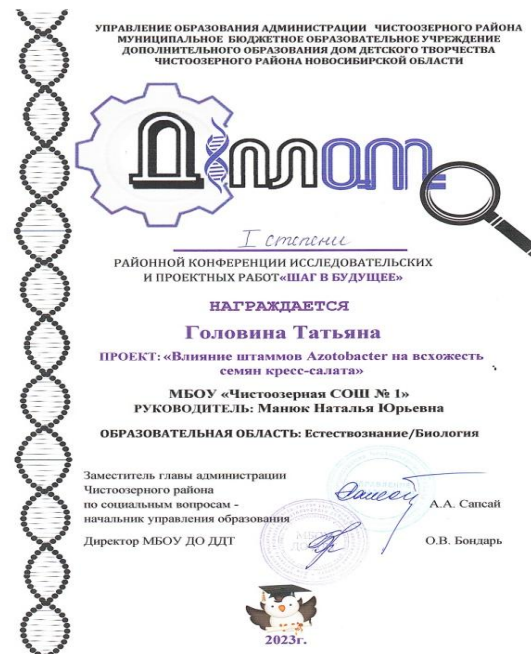 УПРАВЛЕНИЕ ОБРАЗОВАНИЯ АДМИНИСТРАЦИИ ЧИСТООЗЕРНОГО РАЙОНА
МУНИЦИПАЛЬНОЕ БЮДЖЕТНОЕ ОБРАЗОВАТЕЛЬНОЕ УЧРЕЖДЕНИЕ
ДОПОЛНИТЕЛЬНОГО ОБРАЗОВАНИЯ ДОМ ДЕТСКОГО ТВОРЧЕСТВА
ЧИСТООЗЕРНОГО РАЙОНА НОВОСИБИРСКОЙ ОБЛАСТИ
ДИПЛОМ
I степени
РАЙОННОЙ КОНФЕРЕНЦИИ ИССЛЕДОВАТЕЛЬСКИХ
И ПРОЕКТНЫХ РАБОТ«ШАГ В БУДУЩЕЕ»
НАГРАЖДАЕТСЯ
Головина Татьяна
ПРОЕКТ: «Влияние штаммов Azotobacter на всхожесть
семян кресс-салата»
МБОУ «Чистоозерная СОШ № 1»
РУКОВОДИТЕЛЬ: Манюк Наталья Юрьевна
ОБРАЗОВАТЕЛЬНАЯ ОБЛАСТЬ: Естествознание/Биология
Заместитель главы администрации
Чистоозерного района
по социальным вопросам - А.А. Сапсай
начальник управления образования
Директор МБОУ ДО ДДТ О.В. Бондарь
2023г.